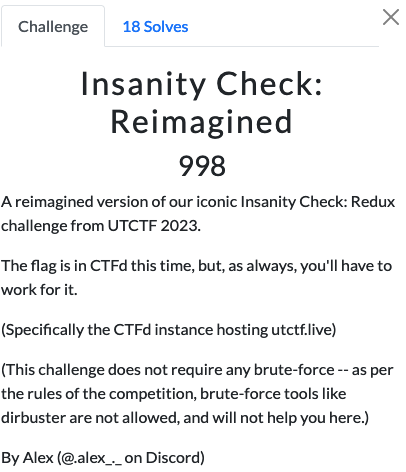 Challenge
18 Solves
Insanity Check:
Reimagined
998
A reimagined version of our iconic Insanity Check: Redux
challenge from UTCTF 2023.
The flag is in CTFd this time, but, as always, you'll have to
work for it.
(Specifically the CTFd instance hosting utctf.live)
(This challenge does not require any brute-force -- as per
the rules of the competition, brute-force tools like
dirbuster are not allowed, and will not help you here.)
By Alex (@.alex_._ on Discord)